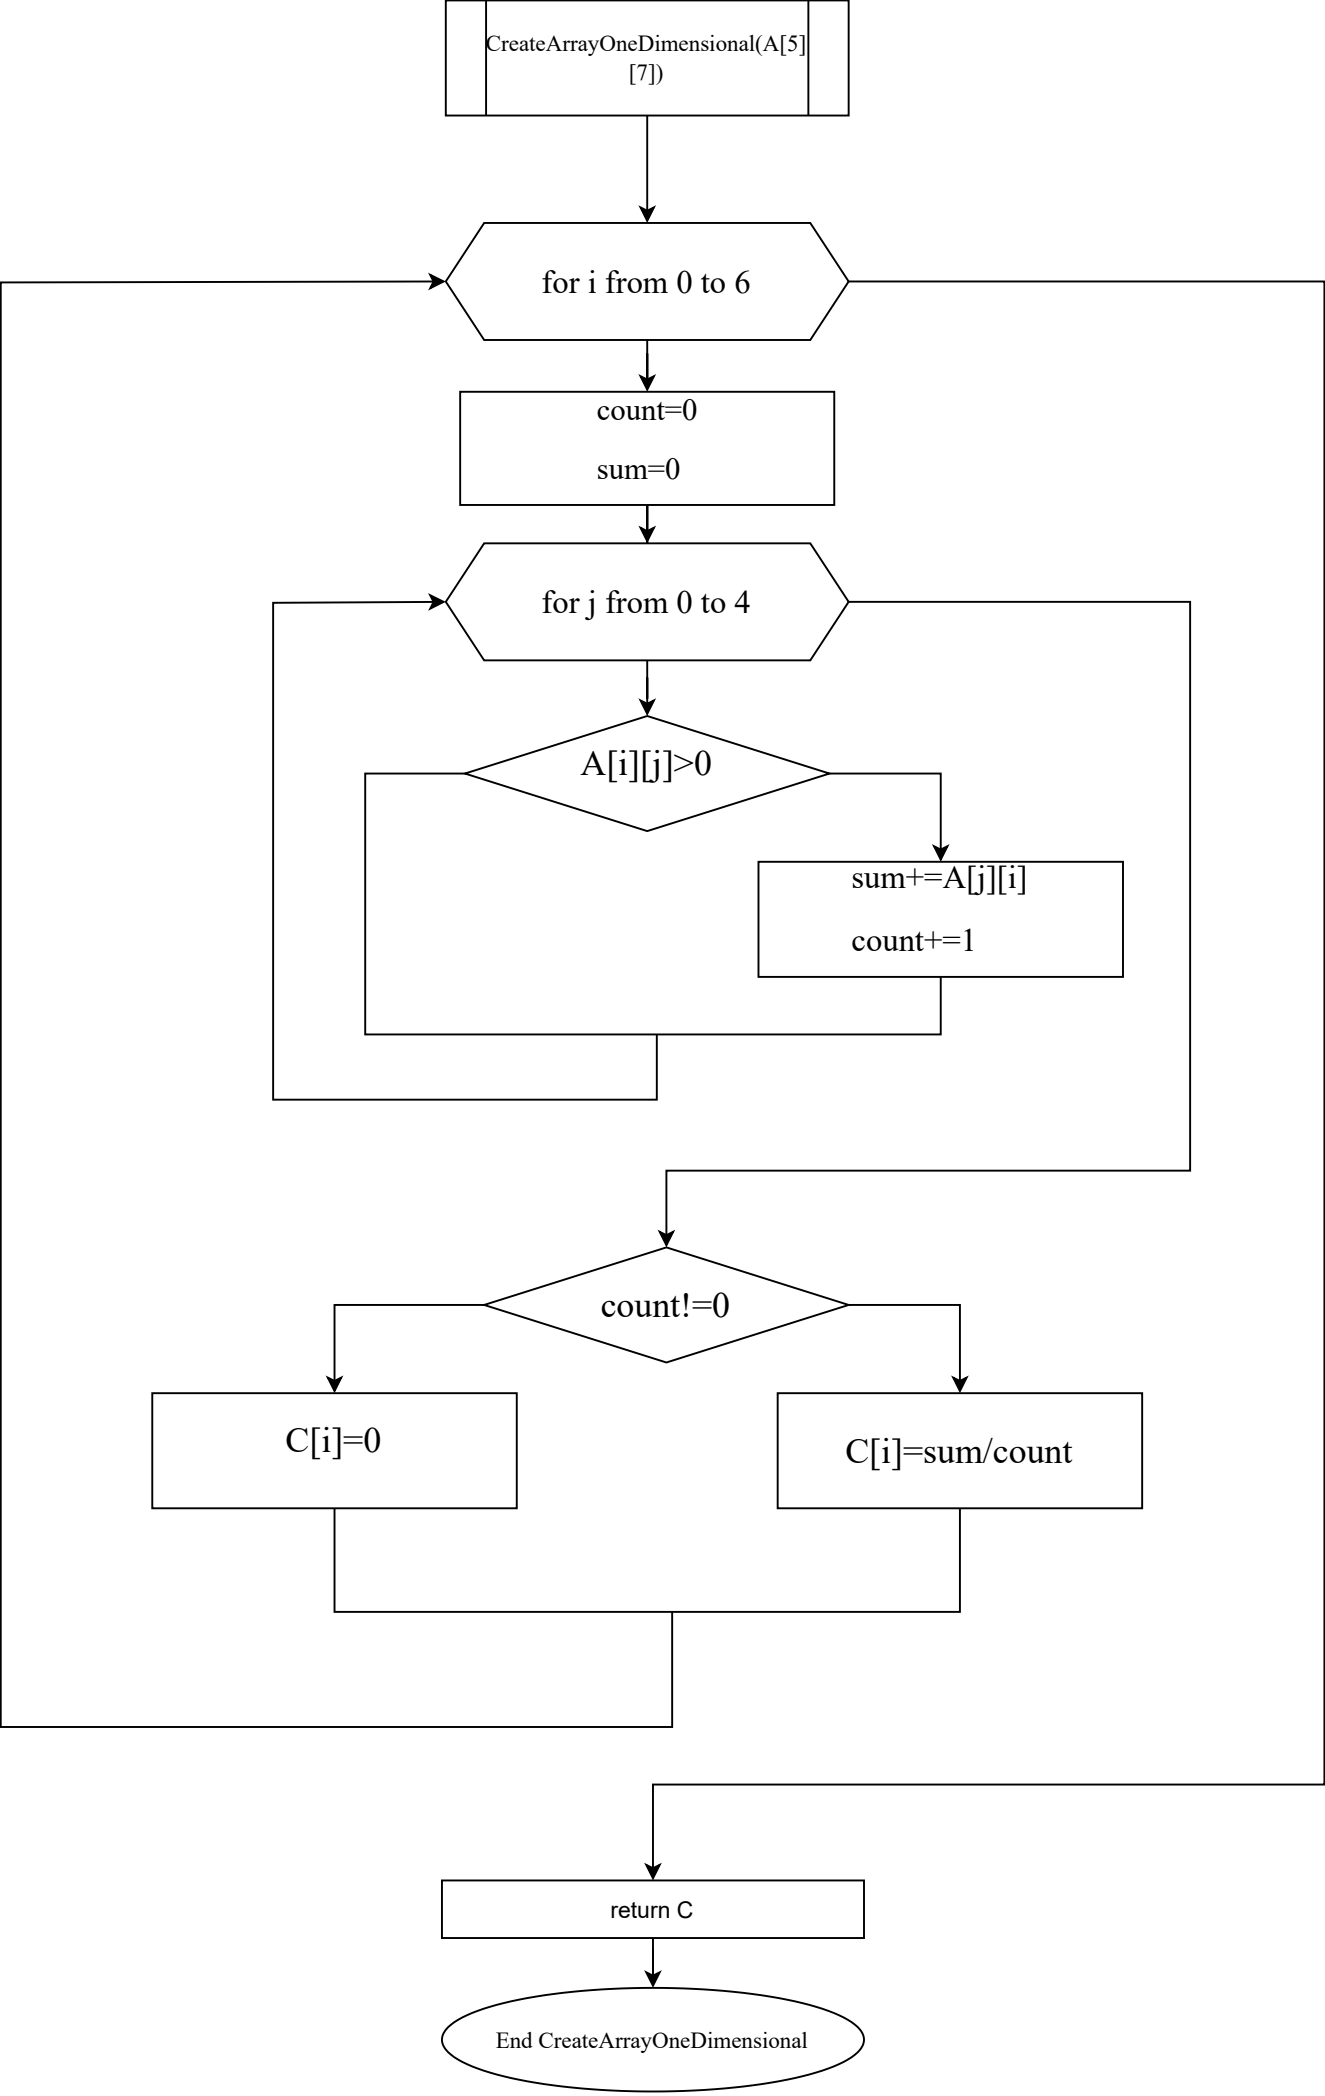 CreateArrayOneDimensional(A[5]
[7])
for i from 0 to 6
count=0
sum=0
for j from 0 to 4
A[i][j]>0
sum+=A[j][i]
count+=1
count!=0
C[i]=0
C[i]=sum/count
return C
End CreateArrayOneDimensional